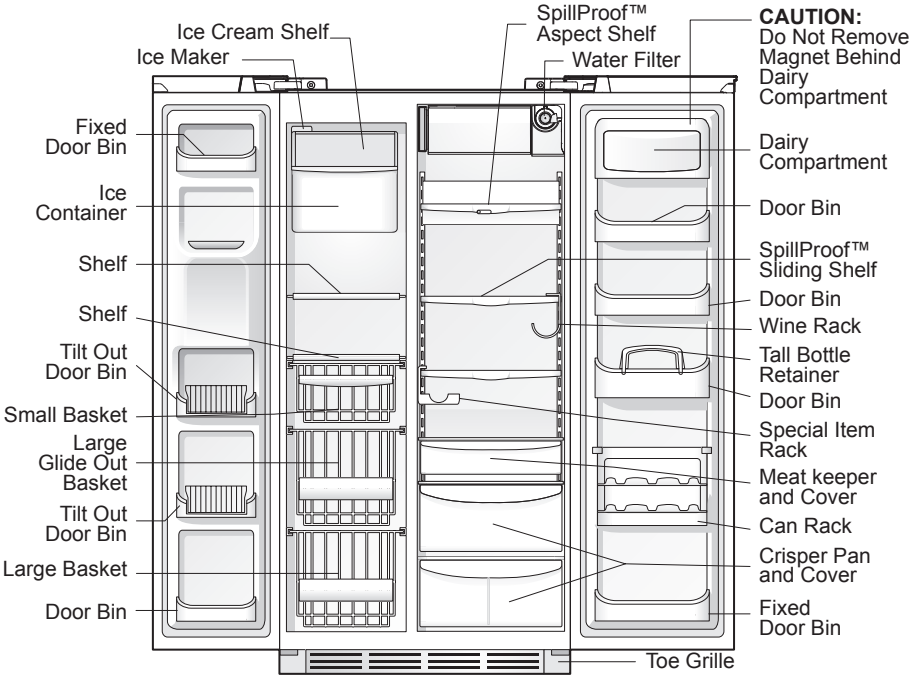 SpillProof™
Aspect Shelf
Ice Cream Shelf
Ice Maker
Water Filter
CAUTION:
Do Not Remove
Magnet Behind
Dairy
Compartment
Fixed
Door Bin
Ice
Container
Shelf
Shelf
Tilt Out
Door Bin
Small Basket
Large
Glide Out
Basket
Tilt Out
Door Bin
Large Basket
Door Bin
Dairy
Compartment
Door Bin
SpillProof™
Sliding Shelf
Door Bin
Wine Rack
Tall Bottle
Retainer
Door Bin
Special Item
Rack
Meat keeper
and Cover
Can Rack
Crisper Pan
and Cover
Fixed
Door Bin
Toe Grille